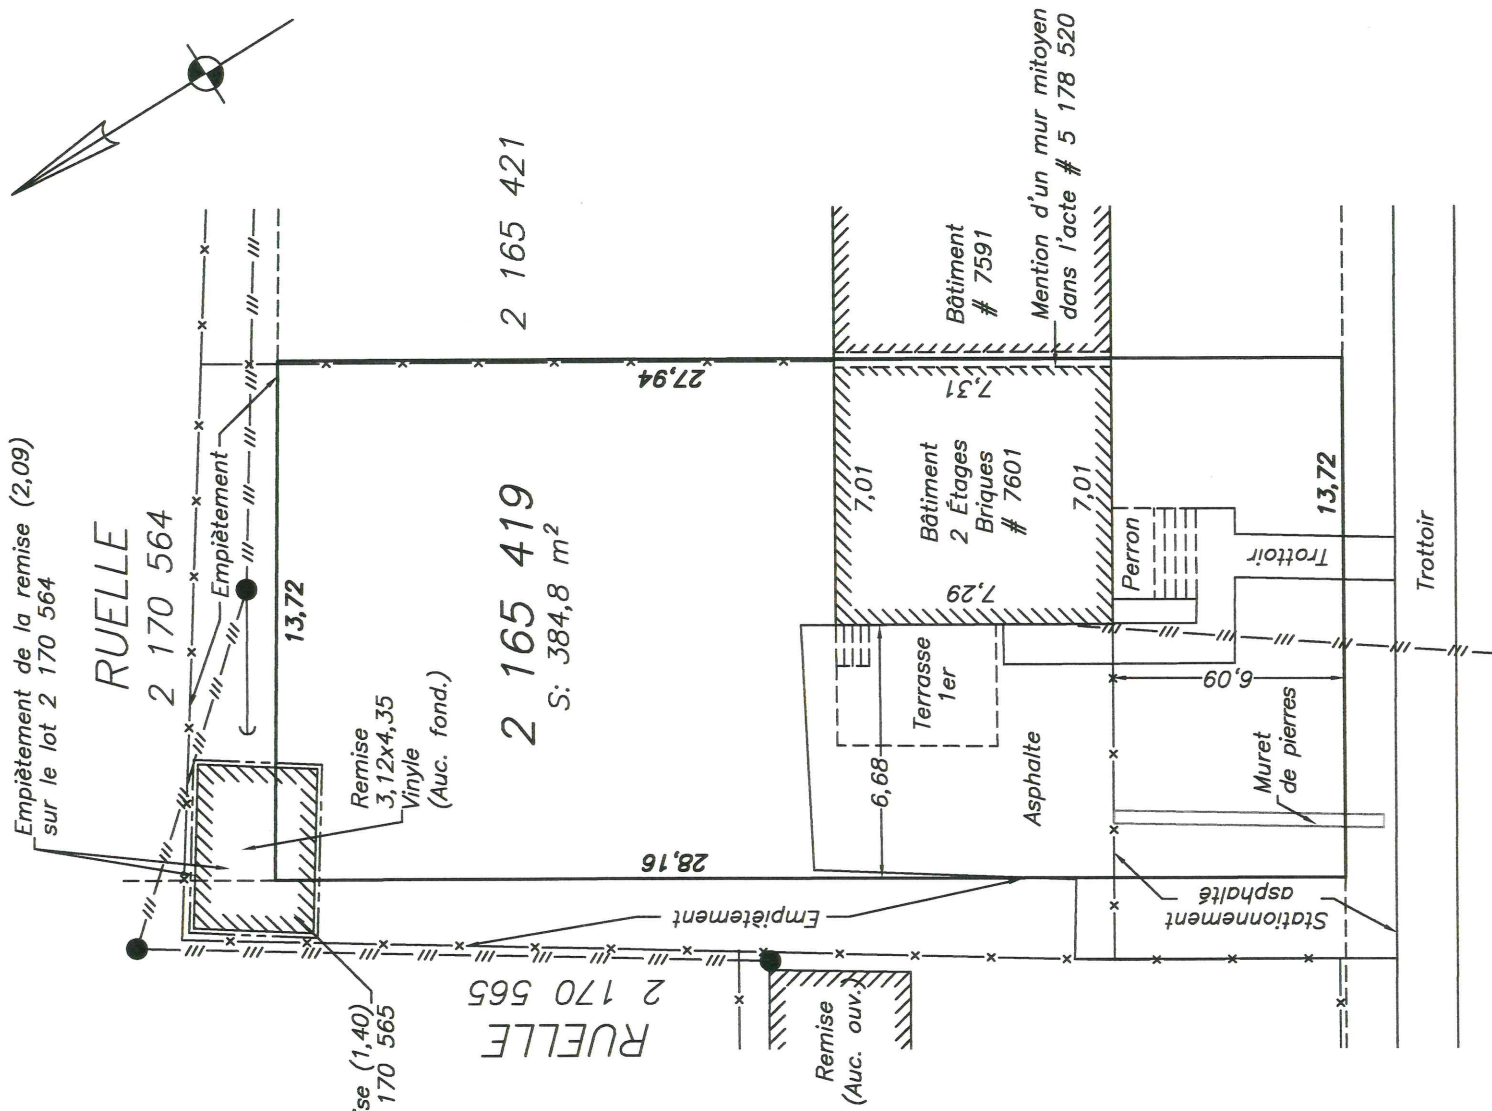 Empiètement de la remise (2,09)
sur le lot 2 170 564
RUELLE
2 170 564
Empiètement
13,72
2 165 421
Remise
3,12x4,35
Vinyle
(Auc. fond.)
2 165 419
S: 384,8 m²
27,94
28,16
Bâtiment
# 7591
Mention d'un mur mitoyen
dans l'acte # 5 178 520
7,01
7,31
Bâtiment
2 Étages
Briques
# 7601
7,29
7,01
Terrasse
1er
6,68
Asphalte
Perron
Trottoir
13,72
6,09
Muret
de pierres
Empiètement
Stationnement
asphalté
Trottoir
ise (1,40)
170 565
2 170 565
RUELLE
Remise
(Auc. ouv.)